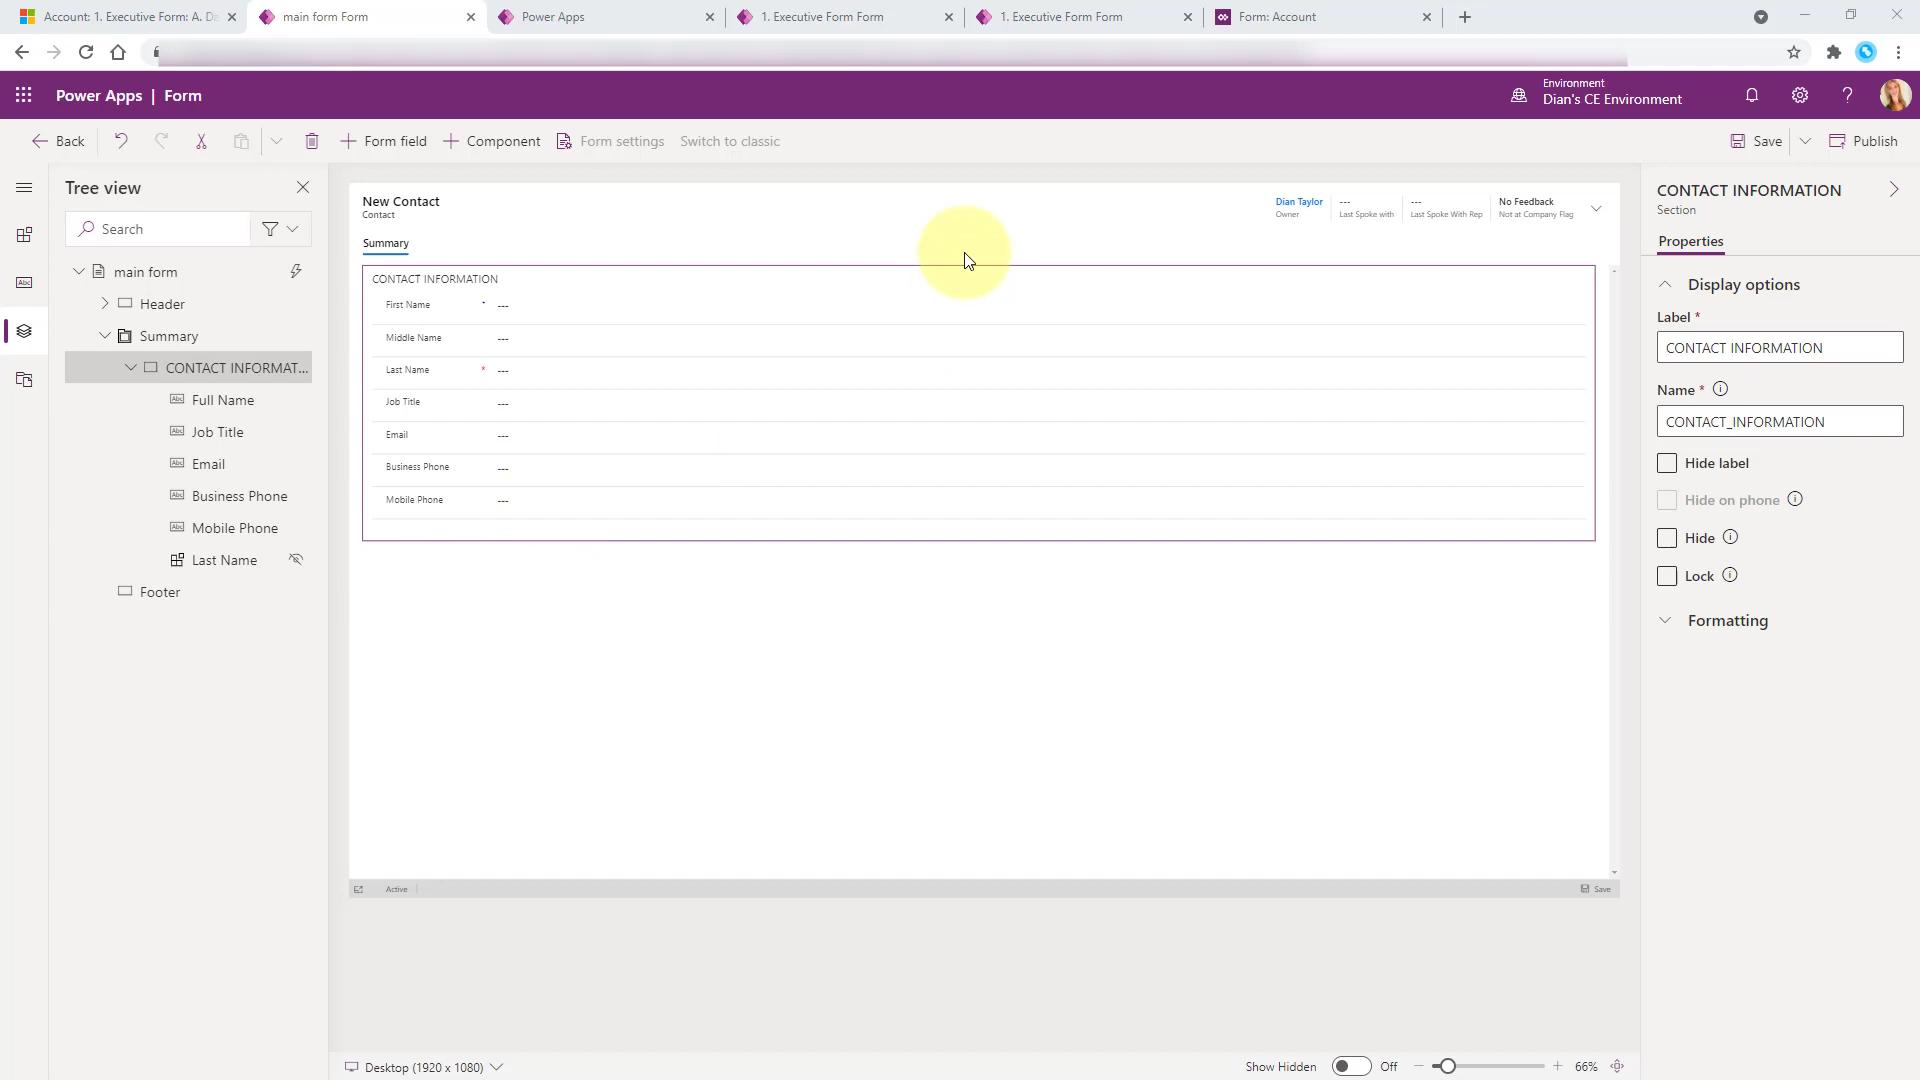 Account: 1. Executive Form: A. Da
main form Form
Power Apps
1. Executive Form Form
1. Executive Form Form
Form: Account
Power Apps | Form
Environment
Dian's CE Environment
Back
Form field
Component
Form settings
Switch to classic
Save
Publish
Tree view
Search
main form
Header
Summary
CONTACT INFORMAT...
Full Name
Job Title
Email
Business Phone
Mobile Phone
Last Name
Footer
New Contact
Contact
Dian Taylor
Owner
---
Last Spoke with
---
Last Spoke With Rep
No Feedback
Not at Company Flag
Summary
CONTACT INFORMATION
First Name * ---
Middle Name ---
Last Name * ---
Job Title ---
Email ---
Business Phone ---
Mobile Phone ---
Active
Save
CONTACT INFORMATION
Section
Properties
Display options
Label *
CONTACT INFORMATION
Name *
CONTACT_INFORMATION
Hide label
Hide on phone
Hide
Lock
Formatting
Desktop (1920 x 1080)
Show Hidden
Off
66%